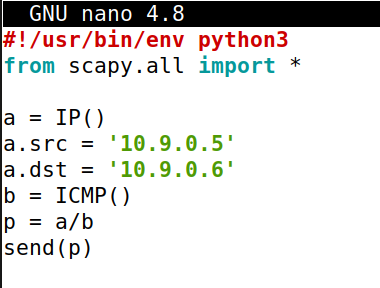 GNU nano 4.8
#!/usr/bin/env python3
from scapy.all import *
a = IP()
a.src = '10.9.0.5'
a.dst = '10.9.0.6'
b = ICMP()
p = a/b
send(p)